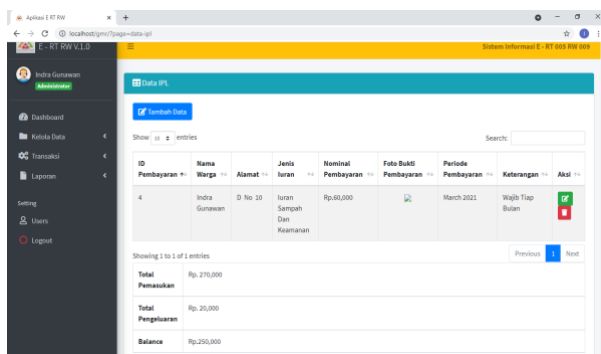 Aplikasi E RT RW
localhost/gmr/?page=data-ipl
E - RT RW V.1.0
Sistem Informasi E - RT 003 RW 009
Indra Gunawan
Administrator
Data IPL
Tambah Data
Dashboard
Kelola Data
Transaksi
Laporan
Setting
Users
Logout
Show 10 entries
Search:
ID Pembayaran
Nama Warga
Alamat
Jenis Iuran
Nominal Pembayaran
Foto Bukti Pembayaran
Periode Pembayaran
Keterangan
Aksi
4
Indra Gunawan
D No 10
Iuran Sampah Dan Keamanan
Rp.60,000
March 2021
Wajib Tiap Bulan
Showing 1 to 1 of 1 entries
Previous 1 Next
Total Pemasukan Rp. 270,000
Total Pengeluaran Rp. 20,000
Balance Rp.250,000